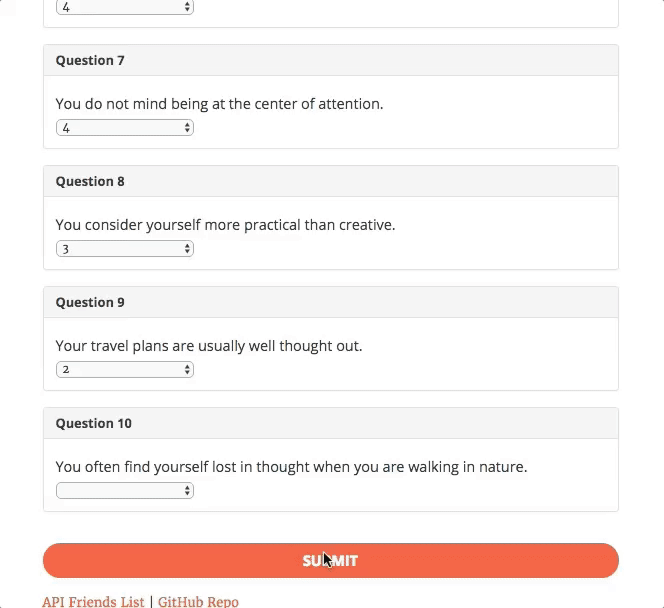 4
Question 7
You do not mind being at the center of attention.
4
Question 8
You consider yourself more practical than creative.
3
Question 9
Your travel plans are usually well thought out.
2
Question 10
You often find yourself lost in thought when you are walking in nature.
SUBMIT
API Friends List | GitHub Repo